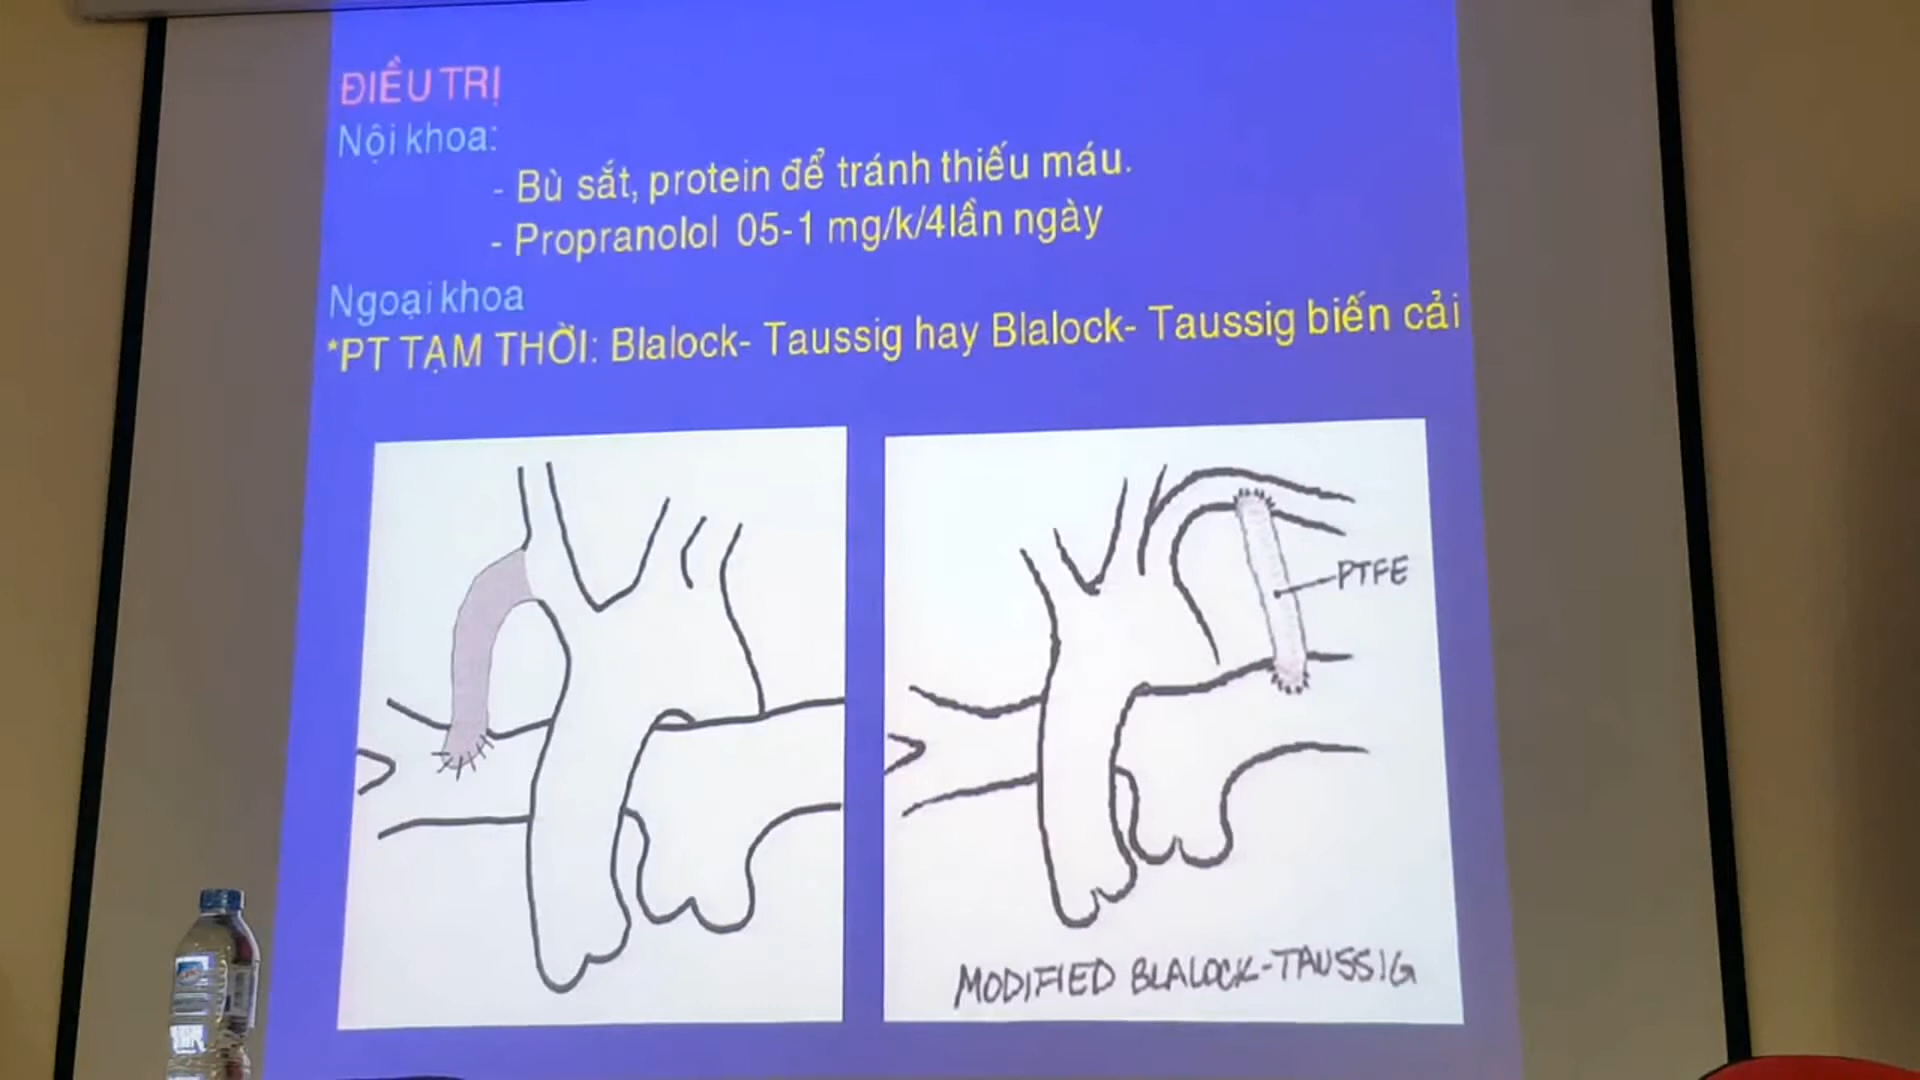 ĐIỀU TRỊ
Nội khoa:
- Bù sắt, protein để tránh thiếu máu.
- Propranolol 05-1 mg/k/4lần ngày
Ngoại khoa
*PT TẠM THỜI: Blalock- Taussig hay Blalock- Taussig biến cải
PTFE
MODIFIED BLALOCK-TAUSSIG